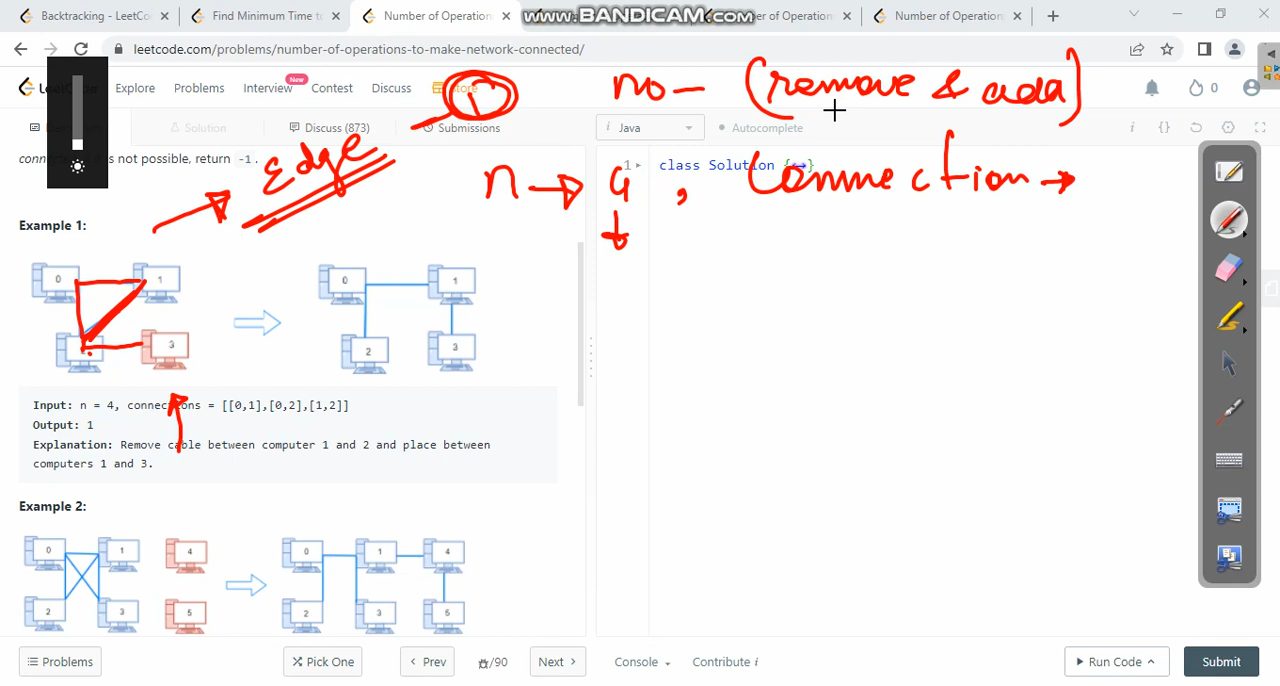 Backtracking - LeetCo
Find Minimum Time t
Number of Operation
www.BANDICAM.com
Number of Operation
Number of Operation
leetcode.com/problems/number-of-operations-to-make-network-connected/
Explore
Problems
Interview
New
Contest
Discuss
no - (remove & add)
0
Solution
Discuss (873)
Submissions
i Java
Autocomplete
is not possible, return -1.
1
class Solution {↔}
Edge
n → 4, Connection →
Example 1:
0
1
3
0
1
2
3
Input: n = 4, connections = [[0,1],[0,2],[1,2]]
Output: 1
Explanation: Remove cable between computer 1 and 2 and place between
computers 1 and 3.
Example 2:
0
1
4
2
3
5
0
1
4
2
3
5
Problems
Pick One
Prev
/90
Next
Console
Contribute i
Run Code
Submit